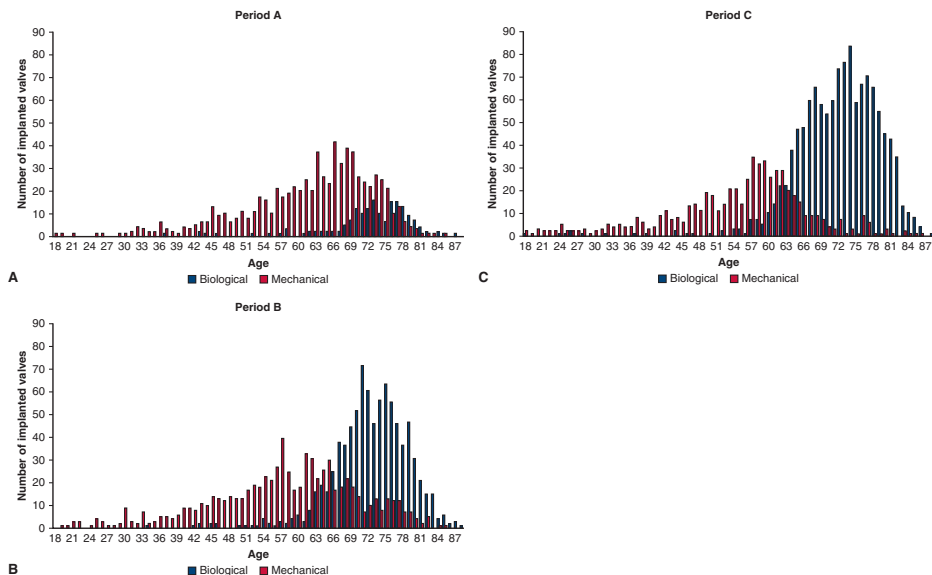 Period A
Number of implanted valves
90
80
70
60
50
40
30
20
10
0
18 21 24 27 30 33 36 39 42 45 48 51 54 57 60 63 66 69 72 75 78 81 84 87
Age
Biological Mechanical
A
Period C
Number of implanted valves
90
80
70
60
50
40
30
20
10
0
18 21 24 27 30 33 36 39 42 45 48 51 54 57 60 63 66 69 72 75 78 81 84 87
Age
Biological Mechanical
C
Period B
Number of implanted valves
90
80
70
60
50
40
30
20
10
0
18 21 24 27 30 33 36 39 42 45 48 51 54 57 60 63 66 69 72 75 78 81 84 87
Age
Biological Mechanical
B